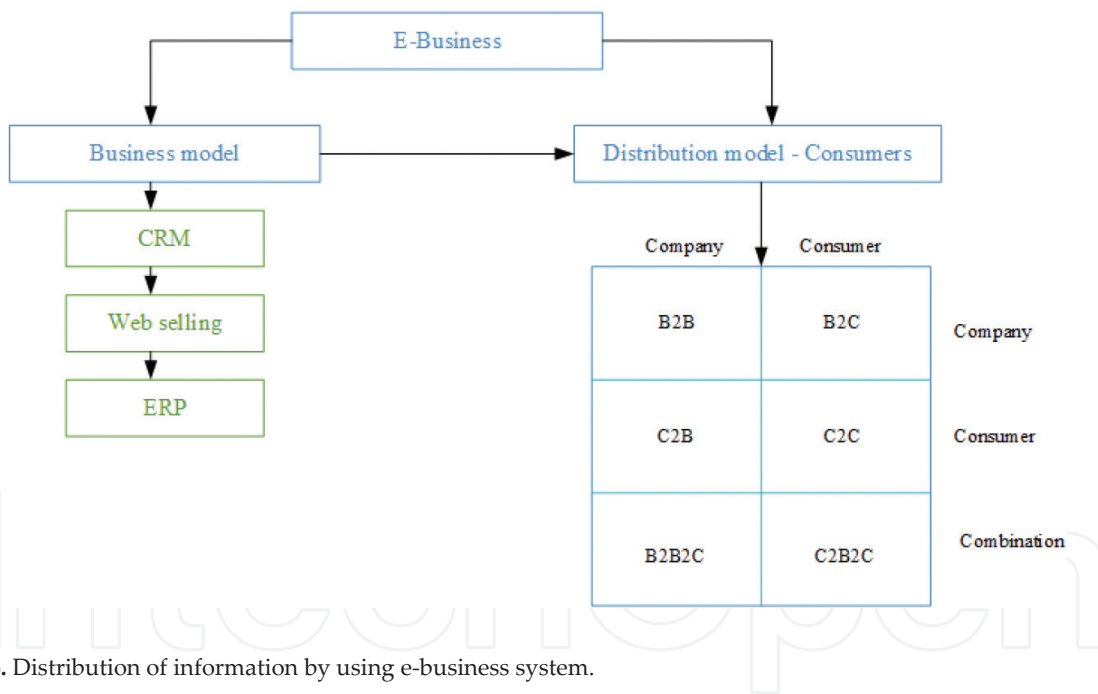 E-Business
Business model
Distribution model - Consumers
CRM
Web selling
ERP
Company Consumer
B2B B2C Company
C2B C2C Consumer
B2B2C C2B2C Combination
. Distribution of information by using e-business system.